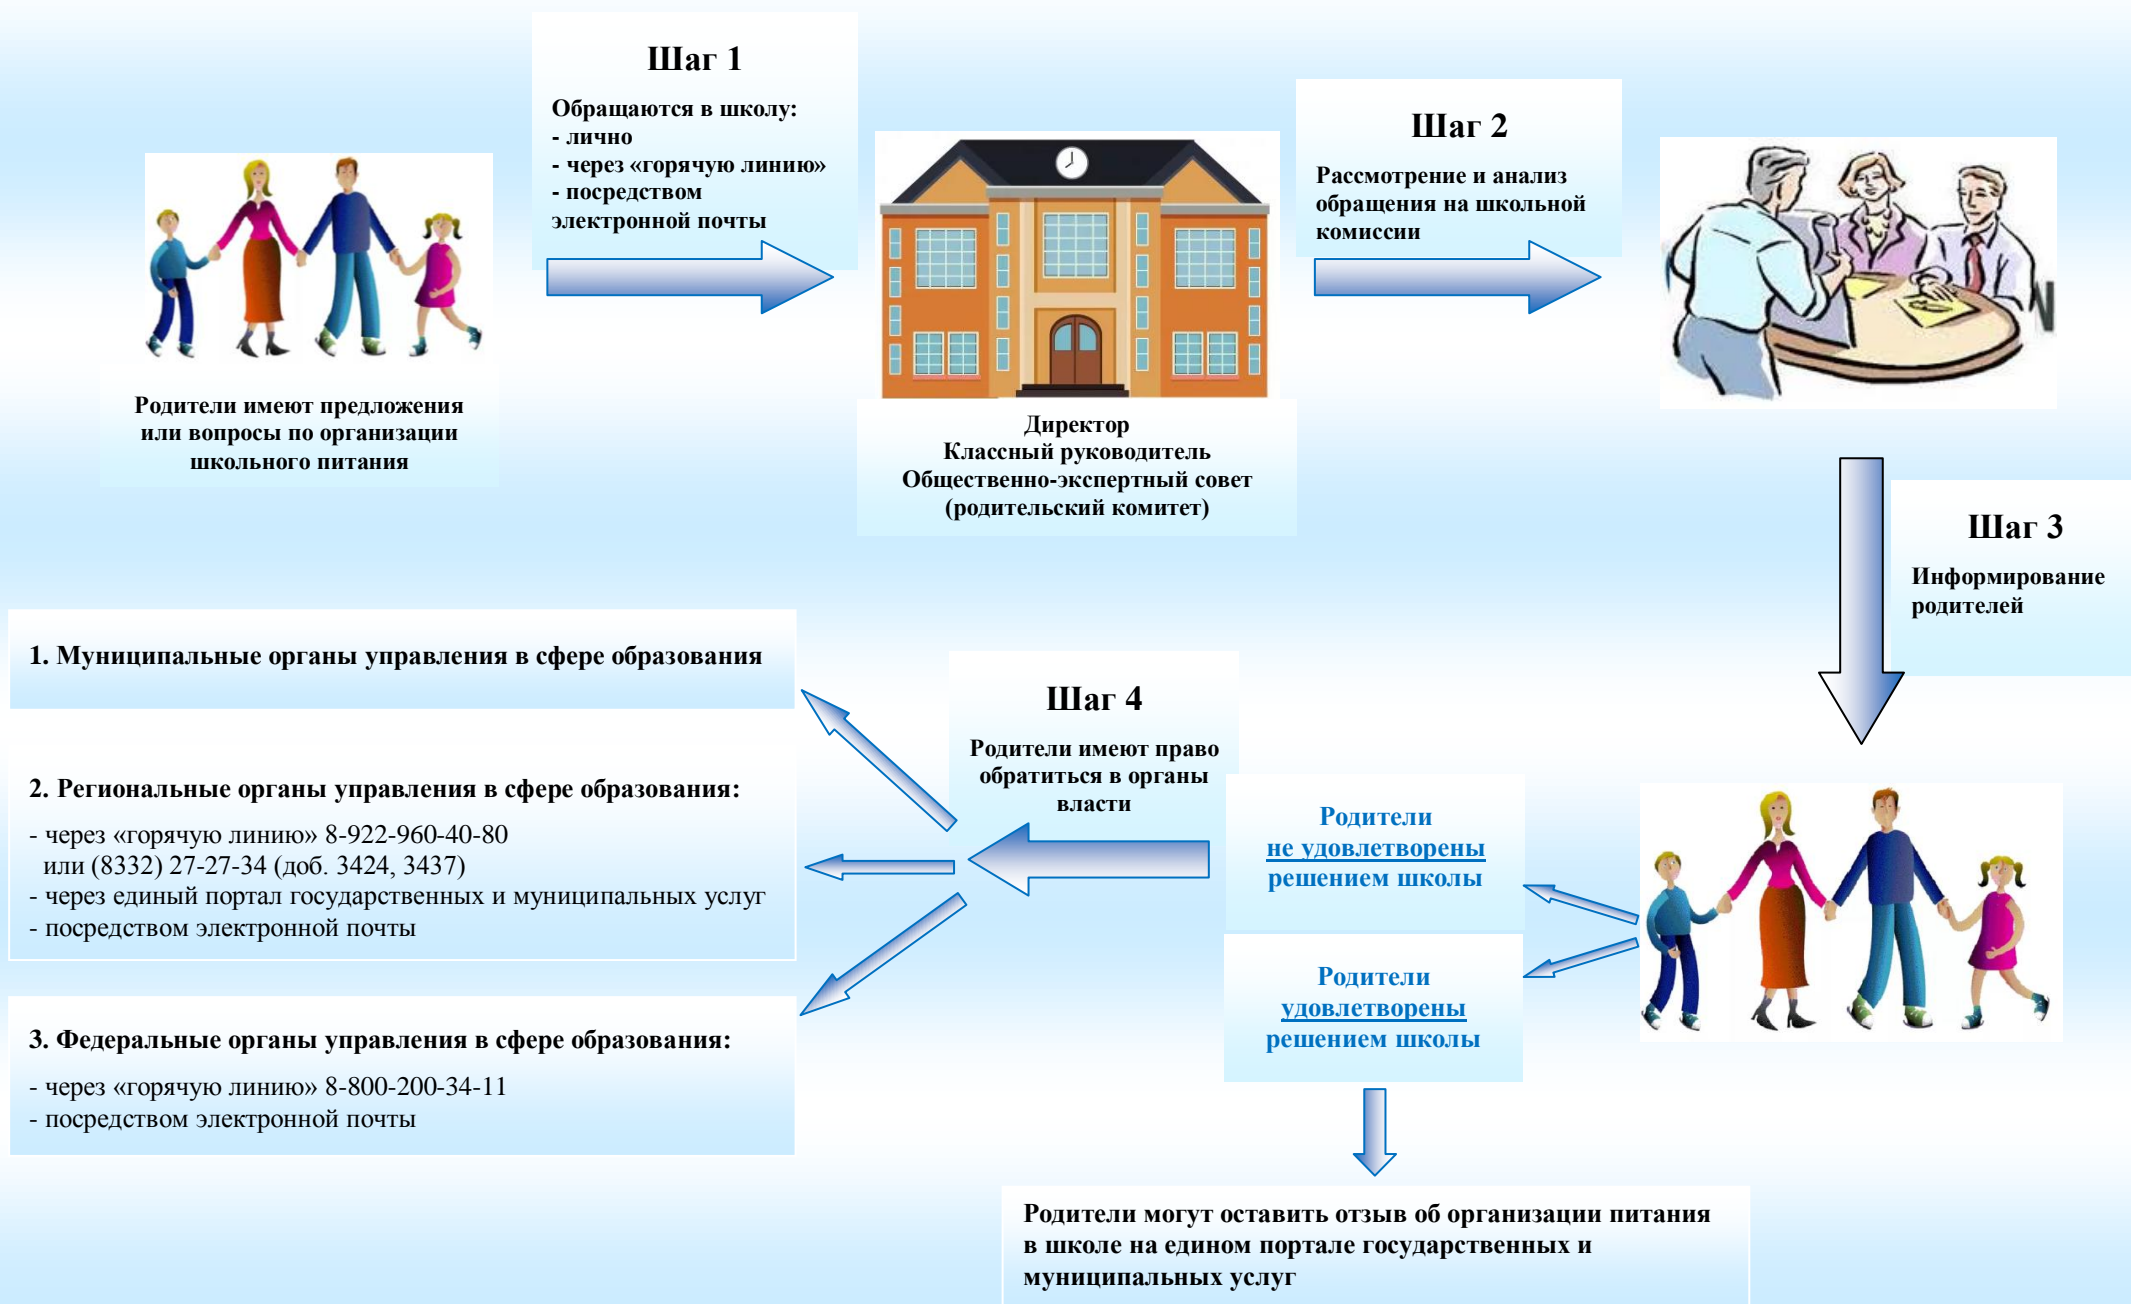 Шаг 1
Обращаются в школу:
- лично
- через «горячую линию»
- посредством
электронной почты
Родители имеют предложения
или вопросы по организации
школьного питания
Директор
Классный руководитель
Общественно-экспертный совет
(родительский комитет)
Шаг 2
Рассмотрение и анализ
обращения на школьной
комиссии
Шаг 3
Информирование
родителей
Родители
не удовлетворены
решением школы
Родители
удовлетворены
решением школы
Шаг 4
Родители имеют право
обратиться в органы
власти
1. Муниципальные органы управления в сфере образования
2. Региональные органы управления в сфере образования:
- через «горячую линию» 8-922-960-40-80
или (8332) 27-27-34 (доб. 3424, 3437)
- через единый портал государственных и муниципальных услуг
- посредством электронной почты
3. Федеральные органы управления в сфере образования:
- через «горячую линию» 8-800-200-34-11
- посредством электронной почты
Родители могут оставить отзыв об организации питания
в школе на едином портале государственных и
муниципальных услуг